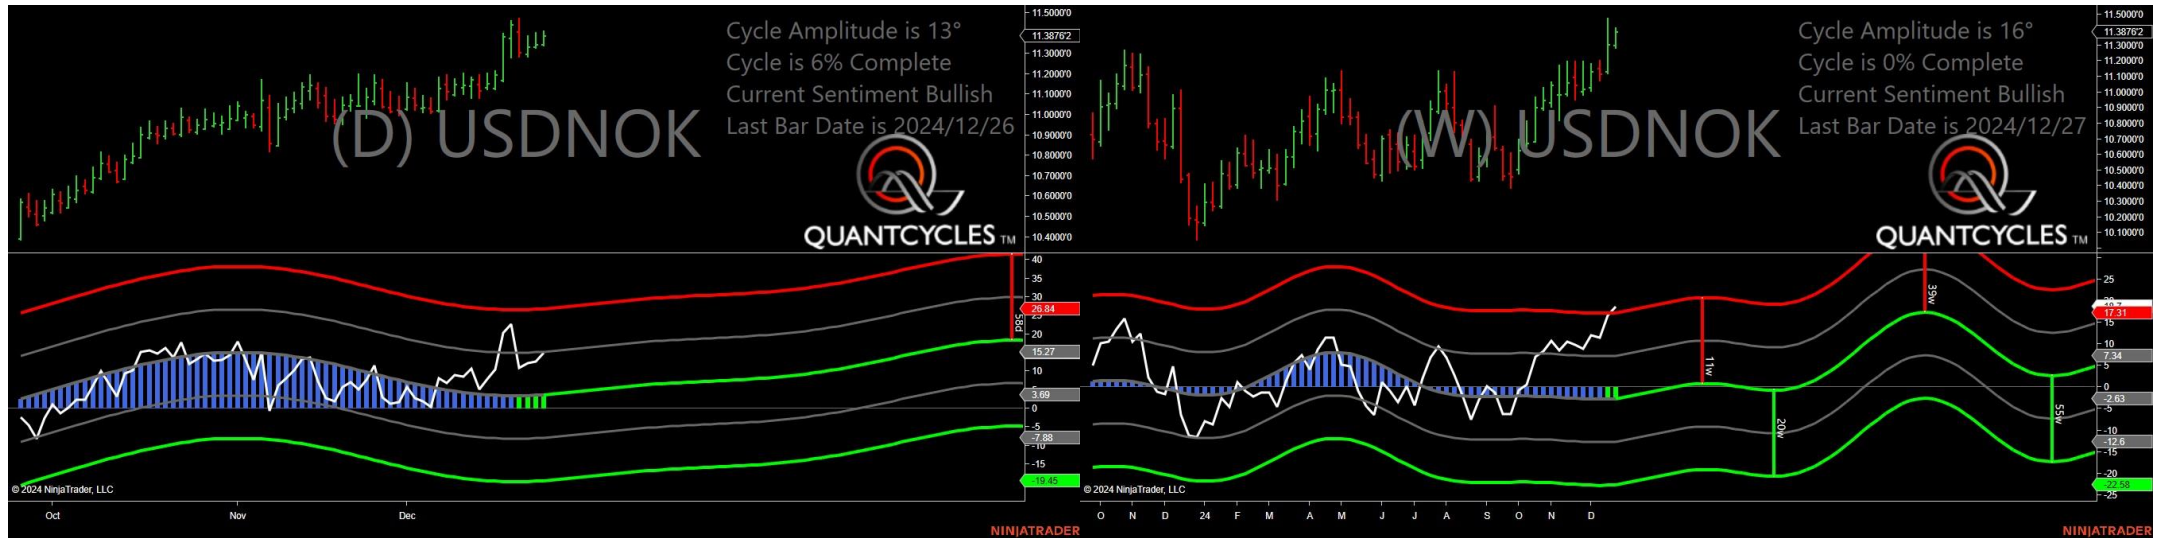 Cycle Amplitude is 13°
Cycle is 6% Complete
Current Sentiment Bullish
Last Bar Date is 2024/12/26
(D) USDNOK
QUANTCYCLES TM
11.5000'0
11.3876'2
11.3000'0
11.2000'0
11.1000'0
11.0000'0
10.9000'0
10.8000'0
10.7000'0
10.6000'0
10.5000'0
10.4000'0
40
35
30
26.84
25
20
58d
15.27
10
5
3.69
0
-5
-7.88
-10
-15
-19.45
© 2024 NinjaTrader, LLC
Oct Nov Dec
NINJATRADER
Cycle Amplitude is 16°
Cycle is 0% Complete
Current Sentiment Bullish
Last Bar Date is 2024/12/27
(W) USDNOK
QUANTCYCLES TM
11.5000'0
11.3876'2
11.3000'0
11.2000'0
11.1000'0
11.0000'0
10.9000'0
10.8000'0
10.7000'0
10.6000'0
10.5000'0
10.4000'0
10.3000'0
10.2000'0
10.1000'0
25
17.31
15
10
7.34
5
0
-2.63
-5
-10
-12.6
-15
-20
-22.58
-25
11w
20w
39w
55w
© 2024 NinjaTrader, LLC
O N D 24 F M A M J J A S O N D
NINJATRADER